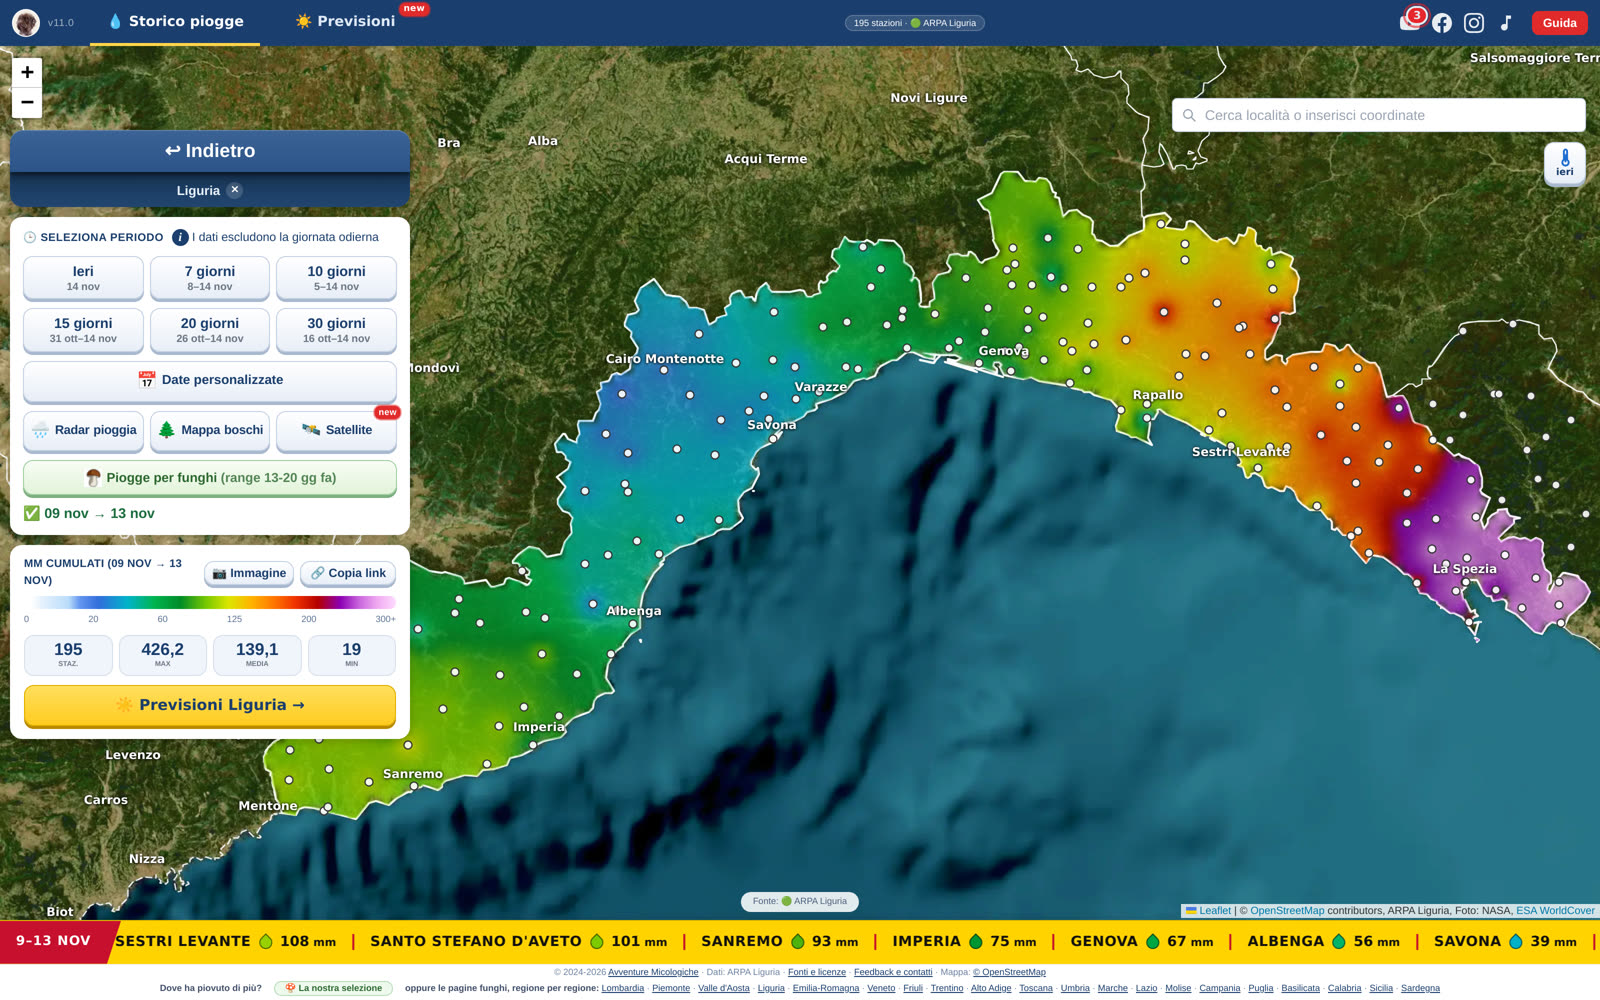 v11.0
💧 Storico piogge
☀️ Previsioni
new
195 stazioni · 🟢 ARPA Liguria
3
Guida
+
−
Salsomaggiore Terr
Novi Ligure
Bra
Alba
Acqui Terme
Cerca località o inserisci coordinate
ieri
↩ Indietro
Liguria ✕
🕒 SELEZIONA PERIODO i I dati escludono la giornata odierna
Ieri
14 nov
7 giorni
8–14 nov
10 giorni
5–14 nov
15 giorni
31 ott–14 nov
20 giorni
26 ott–14 nov
30 giorni
16 ott–14 nov
📅 Date personalizzate
🌧️ Radar pioggia
🌲 Mappa boschi
🛰️ Satellite
new
🍄 Piogge per funghi (range 13-20 gg fa)
✅ 09 nov → 13 nov
MM CUMULATI (09 NOV → 13 NOV)
📷 Immagine
🔗 Copia link
0 20 60 125 200 300+
195
STAZ.
426,2
MAX
139,1
MEDIA
19
MIN
☀️ Previsioni Liguria →
ondovì
Cairo Montenotte
Varazze
Savona
Genova
Rapallo
Sestri Levante
La Spezia
Albenga
Imperia
Sanremo
Mentone
Levenzo
Carros
Nizza
Biot
Fonte: 🟢 ARPA Liguria
Leaflet | © OpenStreetMap contributors, ARPA Liguria, Foto: NASA, ESA WorldCover
9–13 NOV
SESTRI LEVANTE 108 mm | SANTO STEFANO D'AVETO 101 mm | SANREMO 93 mm | IMPERIA 75 mm | GENOVA 67 mm | ALBENGA 56 mm | SAVONA 39 mm |
© 2024-2026 Avventure Micologiche · Dati: ARPA Liguria · Fonti e licenze · Feedback e contatti · Mappa: © OpenStreetMap
Dove ha piovuto di più? 🍄 La nostra selezione oppure le pagine funghi, regione per regione: Lombardia · Piemonte · Valle d'Aosta · Liguria · Emilia-Romagna · Veneto · Friuli · Trentino · Alto Adige · Toscana · Umbria · Marche · Lazio · Molise · Campania · Puglia · Basilicata · Calabria · Sicilia · Sardegna